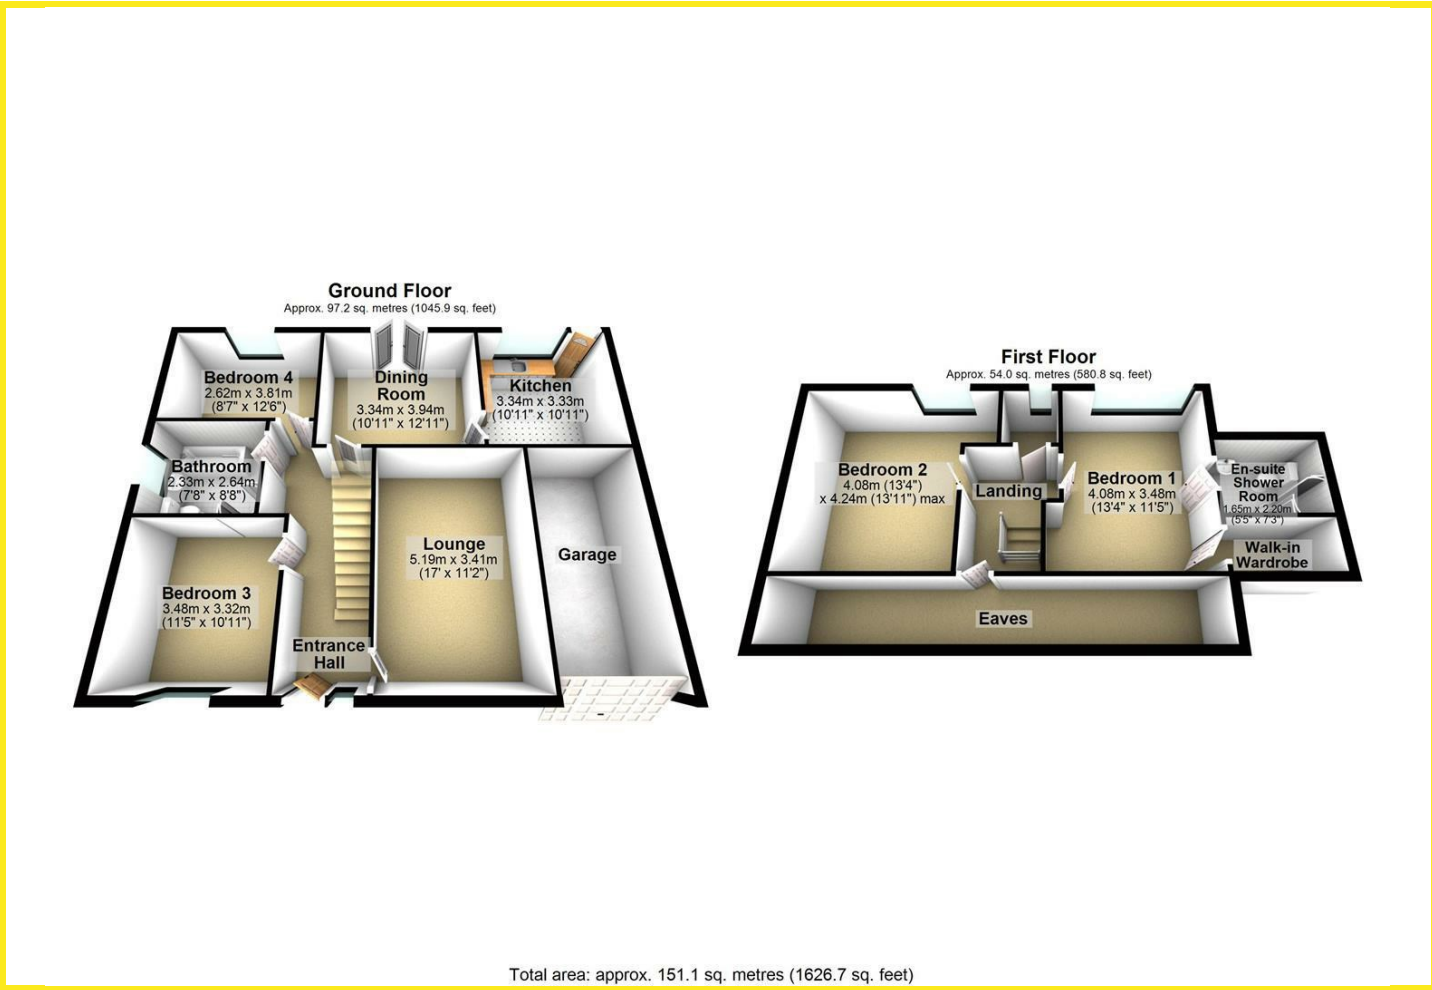 Ground Floor
Approx. 97.2 sq. metres (1045.9 sq. feet)
Bedroom 4
2.62m x 3.81m
(8'7" x 12'6")
Dining
Room
3.34m x 3.94m
(10'11" x 12'11")
Kitchen
3.34m x 3.33m
(10'11" x 10'11")
Bathroom
2.33m x 2.64m
(7'8" x 8'8")
Lounge
5.19m x 3.41m
(17' x 11'2")
Garage
Bedroom 3
3.48m x 3.32m
(11'5" x 10'11")
Entrance
Hall
First Floor
Approx. 54.0 sq. metres (580.8 sq. feet)
Bedroom 2
4.08m (13'4")
x 4.24m (13'11") max
Landing
Bedroom 1
4.08m x 3.48m
(13'4" x 11'5")
En-suite
Shower
Room
1.65m x 2.20m
(5'5" x 7'3")
Walk-in
Wardrobe
Eaves
Total area: approx. 151.1 sq. metres (1626.7 sq. feet)